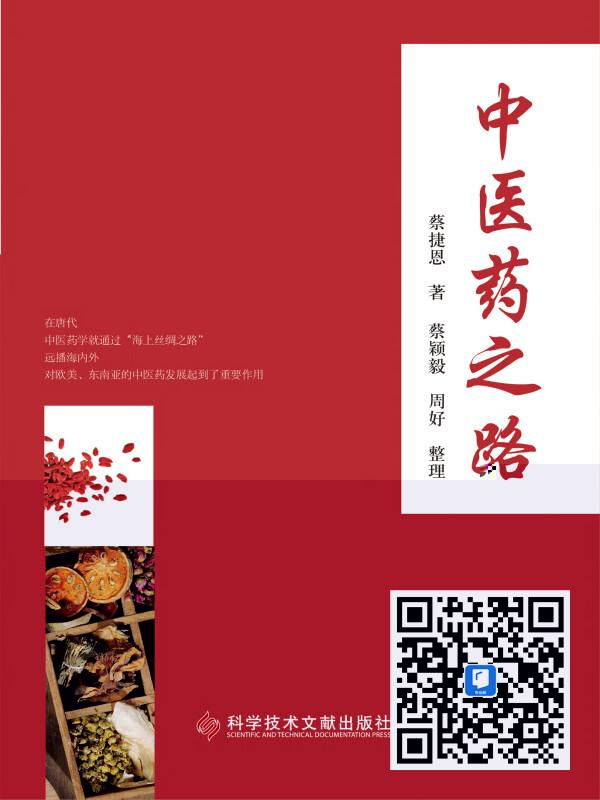 中医药之路
蔡捷恩 著 蔡颖毅 周好 整理
在唐代
中医药学就通过“海上丝绸之路”
远播海内外
对欧美、东南亚的中医药发展起到了重要作用
科学技术文献出版社
SCIENTIFIC AND TECHNICAL DOCUMENTATION PRESS